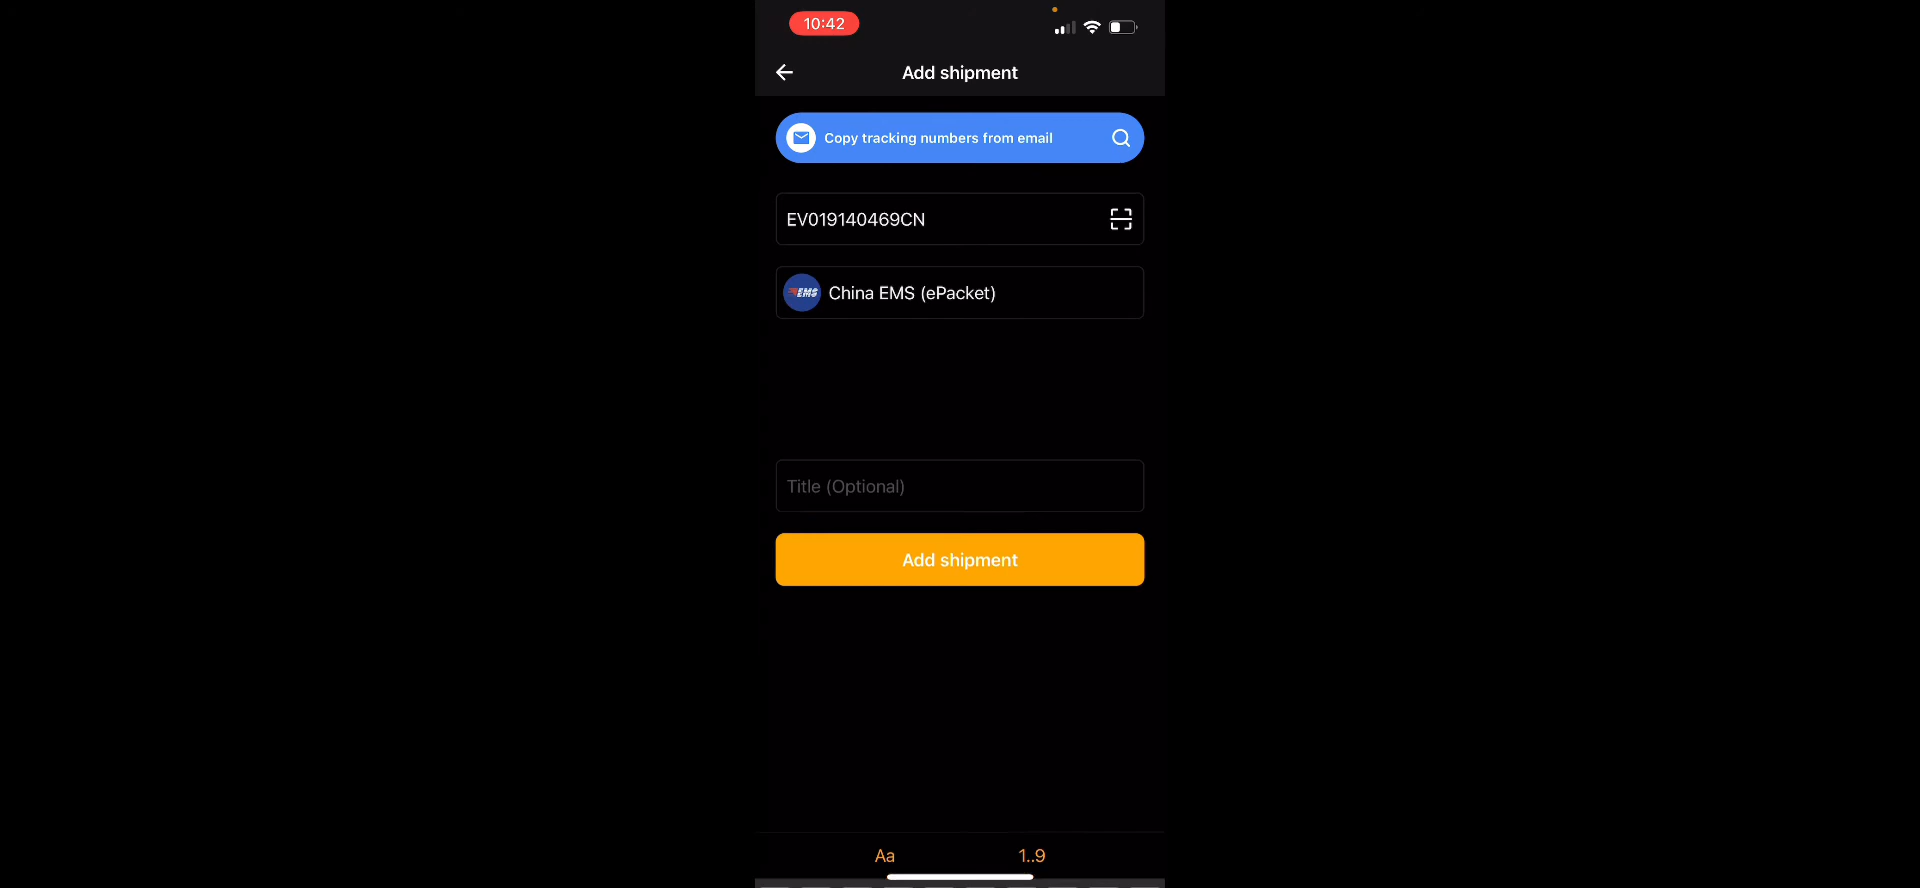 10:42
Add shipment
Copy tracking numbers from email
EV019140469CN
EMS China EMS (ePacket)
Title (Optional)
Add shipment
Aa 1..9